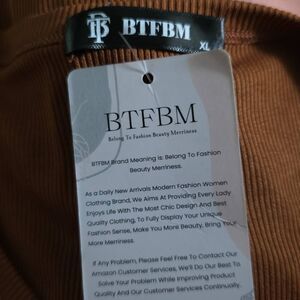 BTFBM
XL
BTFBM
Belong To Fashion Beauty Merriness
BTFBM Brand Meaning is: Belong To Fashion
Beauty Merriness.
As a Daily New Arrivals Modern Fashion Women
Clothing Brand, We Aims At Providing Every Lady
Enjoys Life With The Most Chic Design And Best
Quality Clothing, To Fully Display Your Unique
Fashion Sense, Make You More Beauty, Bring Your
More Merriness.
If Any Problem, Please Feel Free To Contact Our
Amazon Customer Services, We'll Do Our Best To
Solve Your Problem While Improving Product
Quality And Our Customer Services Continually.